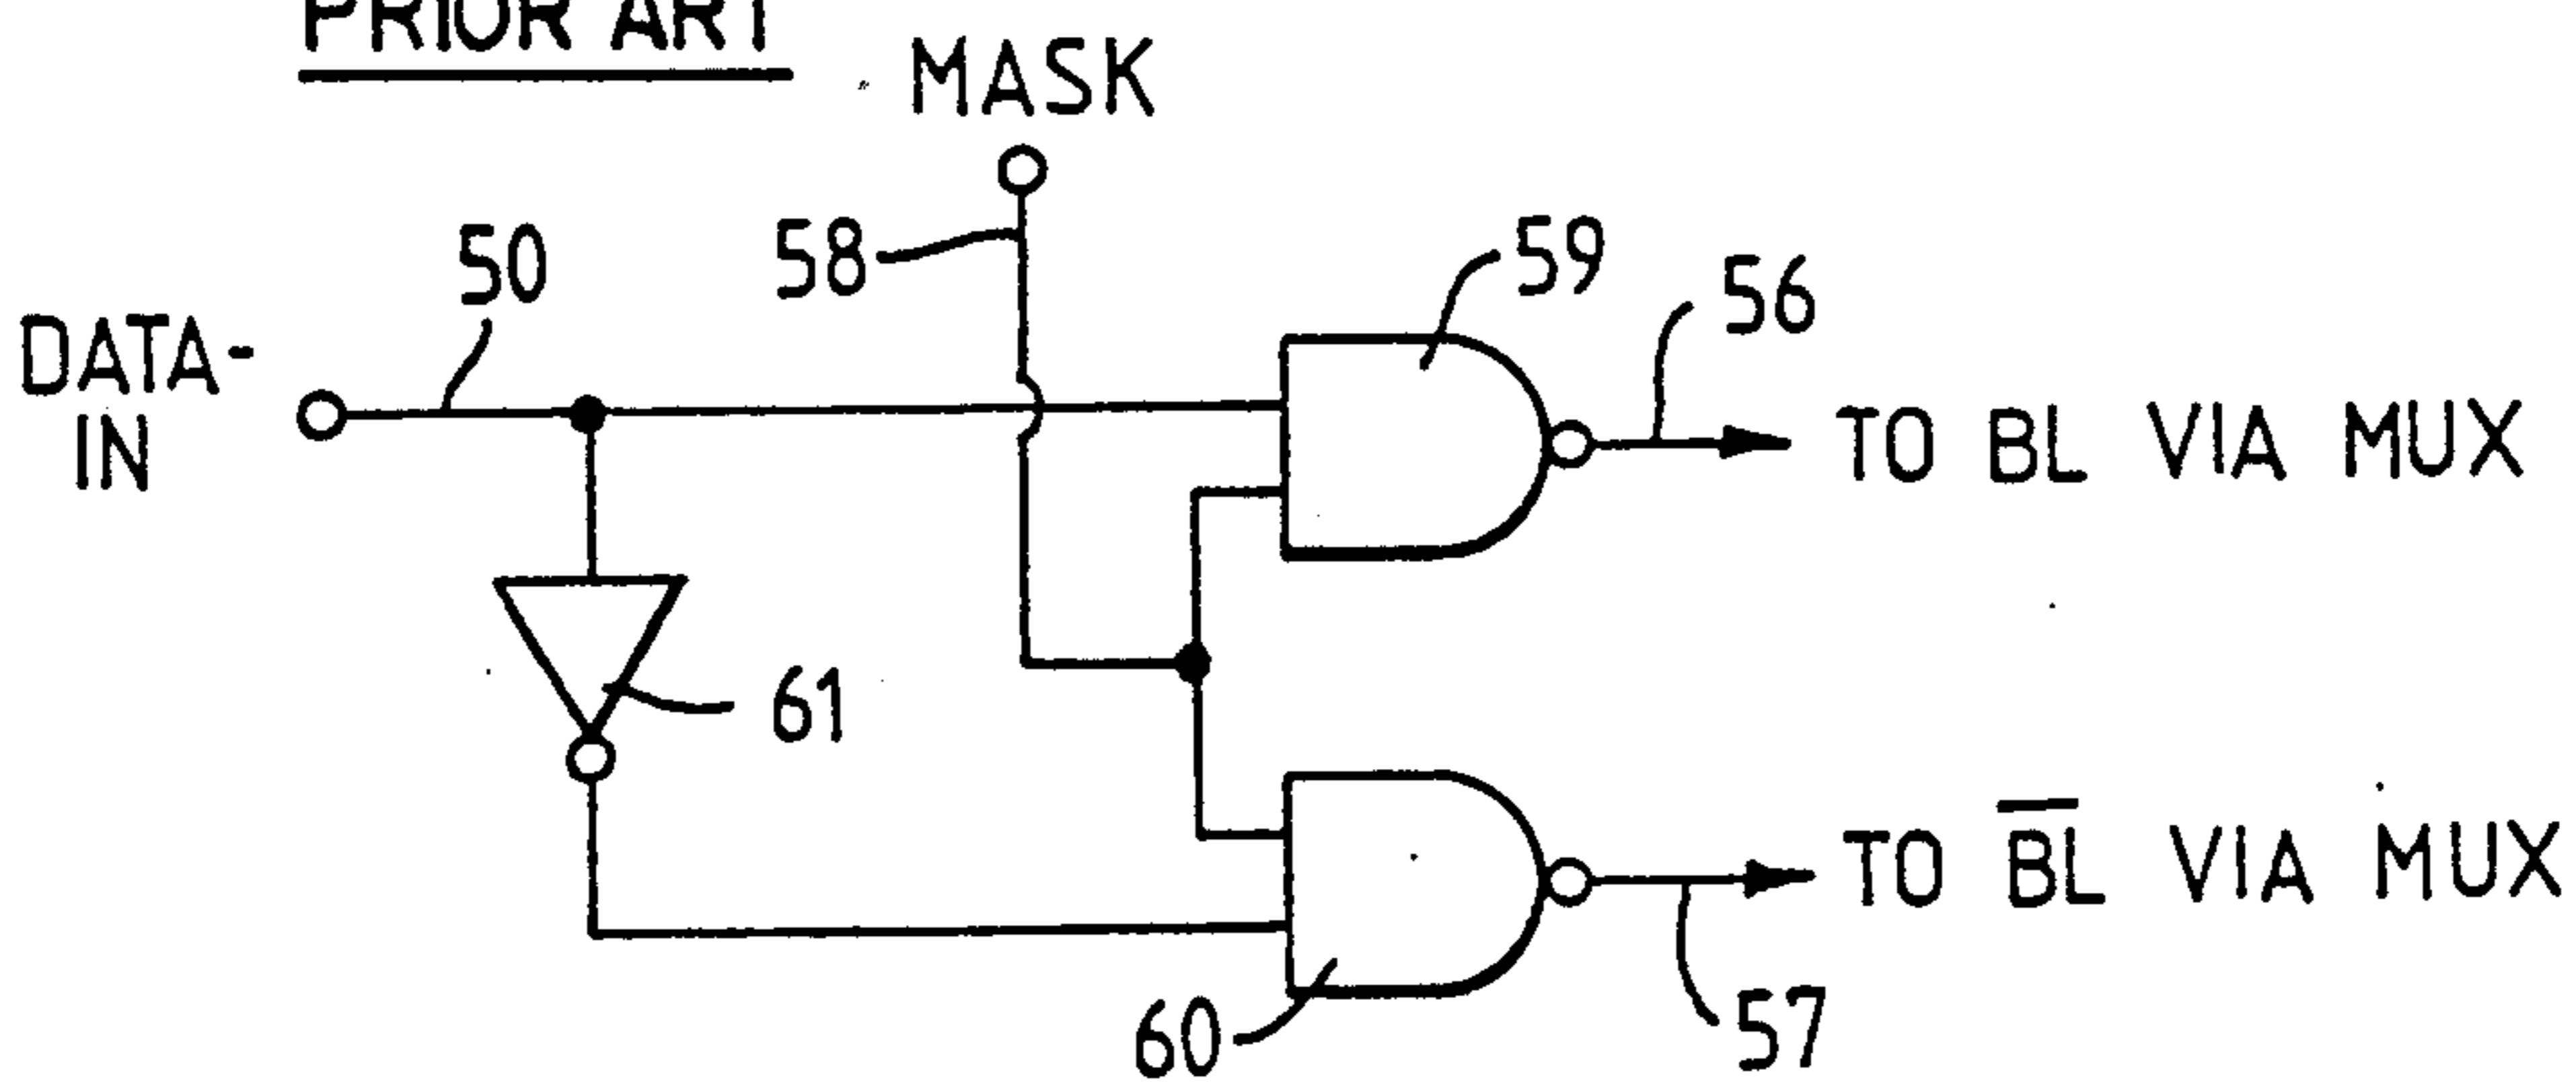 PRIOR ART
MASK
50
58
59
56
DATA-
IN
TO BL VIA MUX
61
TO B̅L̅ VIA MUX
60
57